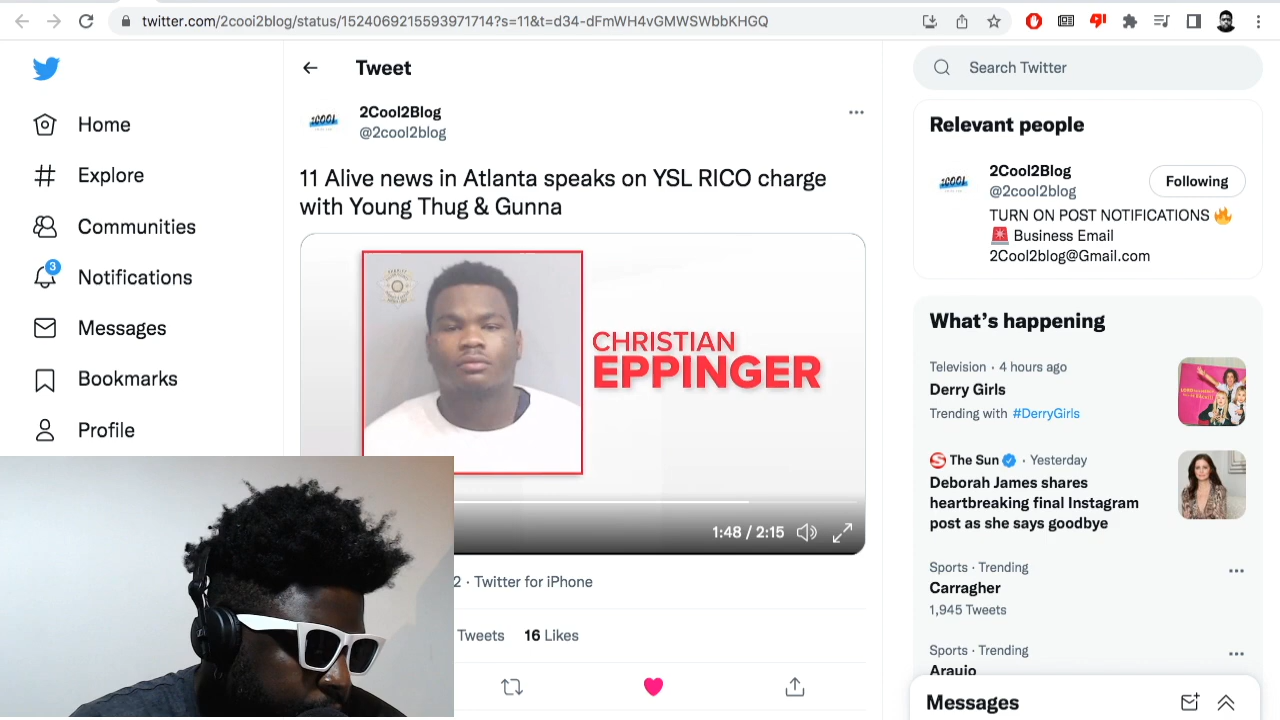 twitter.com/2cooi2blog/status/1524069215593971714?s=11&t=d34-dFmWH4vGMWSWbbKHGQ
Home
Explore
Communities
3
Notifications
Messages
Bookmarks
Profile
Tweet
2Cool2Blog
@2cool2blog
11 Alive news in Atlanta speaks on YSL RICO charge
with Young Thug & Gunna
CHRISTIAN
EPPINGER
1:48 / 2:15
2 · Twitter for iPhone
Tweets 16 Likes
Search Twitter
Relevant people
2Cool2Blog
@2cool2blog
Following
TURN ON POST NOTIFICATIONS 🔥
🚨 Business Email
2Cool2blog@Gmail.com
What's happening
Television · 4 hours ago
Derry Girls
Trending with #DerryGirls
The Sun · Yesterday
Deborah James shares
heartbreaking final Instagram
post as she says goodbye
Sports · Trending
Carragher
1,945 Tweets
Sports · Trending
Araujo
Messages